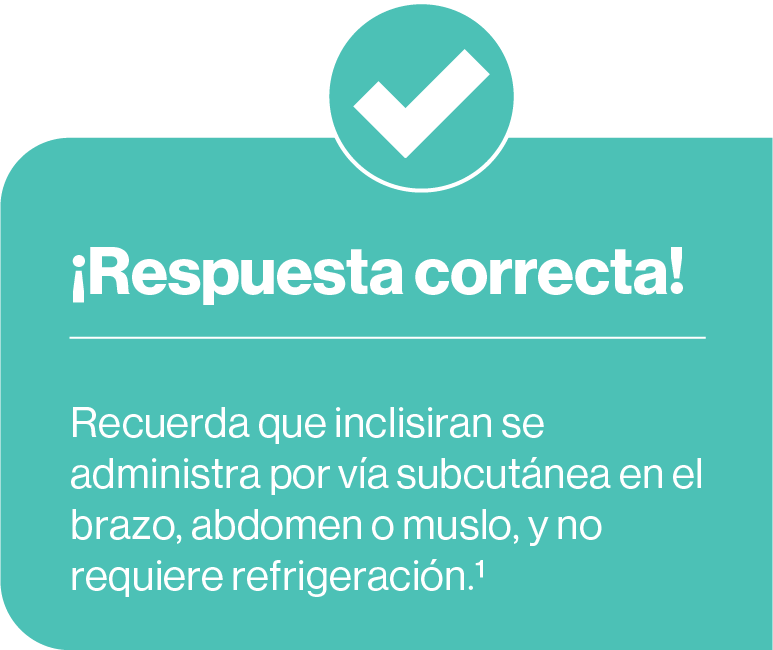 ¡Respuesta correcta!
Recuerda que inclisiran se
administra por vía subcutánea en el
brazo, abdomen o muslo, y no
requiere refrigeración.¹